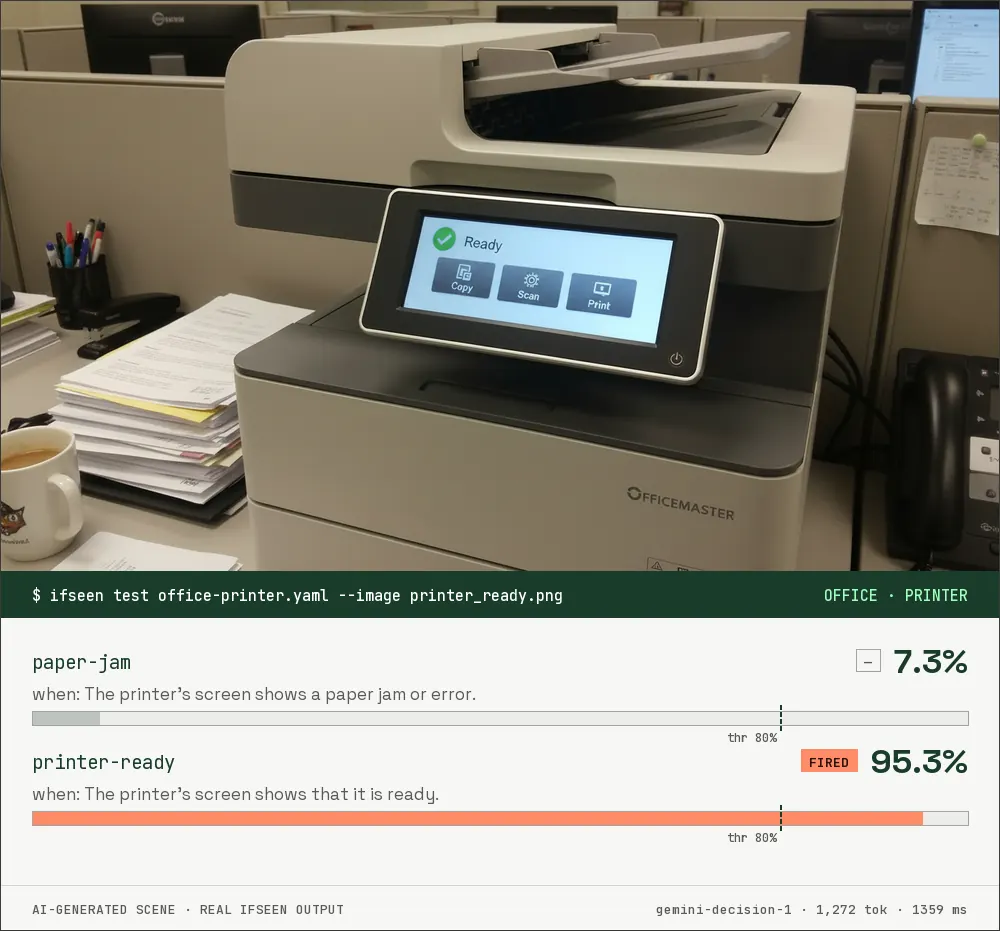 Ready
Copy
Scan
Print
OFFICEMASTER
$ ifseen test office-printer.yaml --image printer_ready.png
OFFICE · PRINTER
paper-jam
– 7.3%
when: The printer's screen shows a paper jam or error.
thr 80%
printer-ready
FIRED 95.3%
when: The printer's screen shows that it is ready.
thr 80%
AI-GENERATED SCENE · REAL IFSEEN OUTPUT
gemini-decision-1 · 1,272 tok · 1359 ms